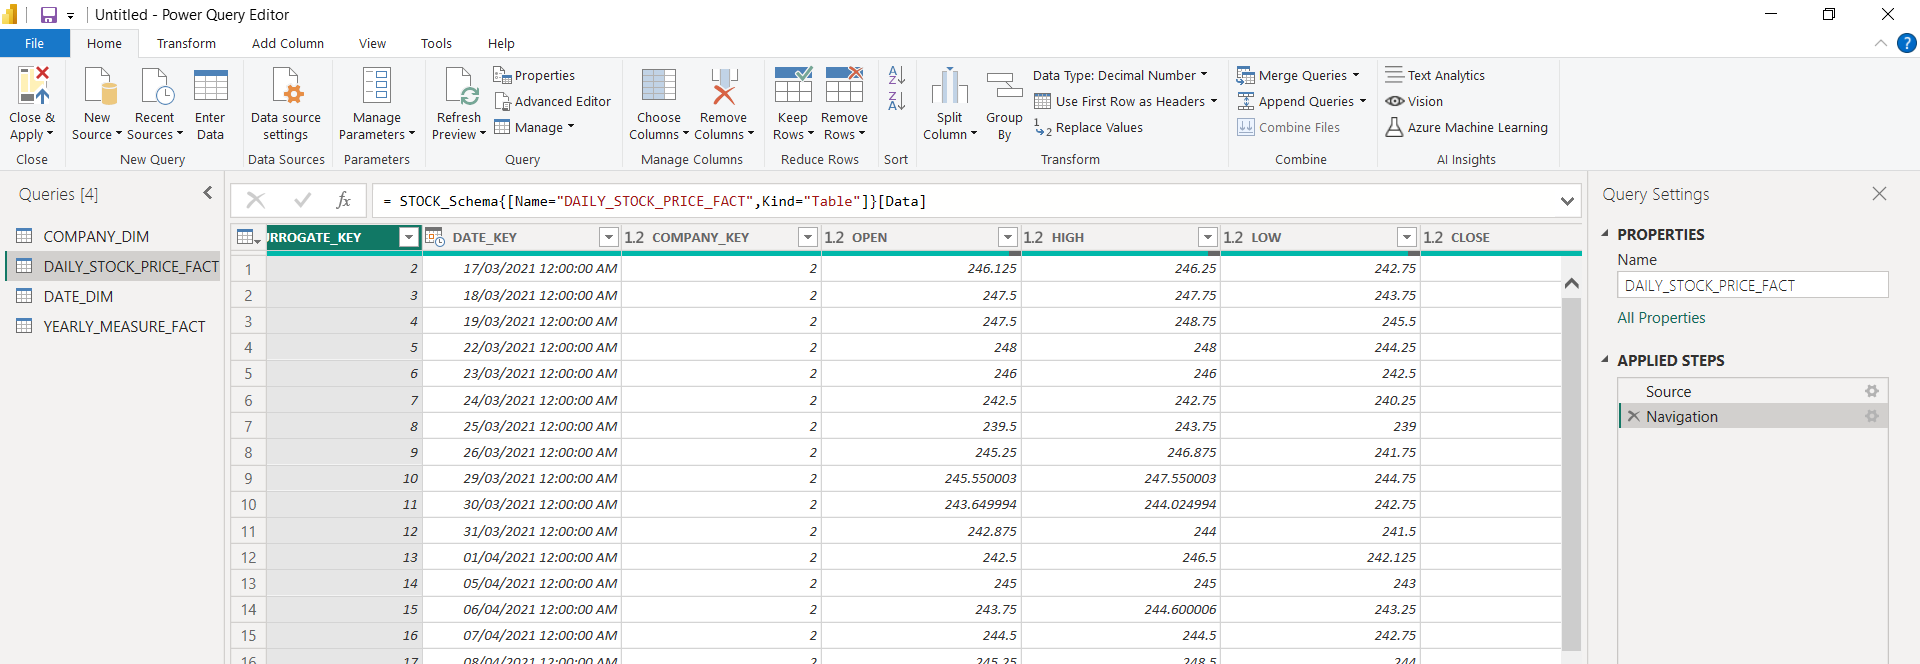 Untitled - Power Query Editor
File Home Transform Add Column View Tools Help
Close & Apply
Close
New Source
Recent Sources
Enter Data
New Query
Data source settings
Data Sources
Manage Parameters
Parameters
Refresh Preview
Properties
Advanced Editor
Manage
Query
Choose Columns
Remove Columns
Manage Columns
Keep Rows
Remove Rows
Reduce Rows
Sort
Split Column
Group By
Data Type: Decimal Number
Use First Row as Headers
Replace Values
Transform
Merge Queries
Append Queries
Combine Files
Combine
Text Analytics
Vision
Azure Machine Learning
AI Insights
Queries [4]
COMPANY_DIM
DAILY_STOCK_PRICE_FACT
DATE_DIM
YEARLY_MEASURE_FACT
fx = STOCK_Schema{[Name="DAILY_STOCK_PRICE_FACT",Kind="Table"]}[Data]
URROGATE_KEY DATE_KEY 1.2 COMPANY_KEY 1.2 OPEN 1.2 HIGH 1.2 LOW 1.2 CLOSE
1 2 17/03/2021 12:00:00 AM 2 246.125 246.25 242.75
2 3 18/03/2021 12:00:00 AM 2 247.5 247.75 243.75
3 4 19/03/2021 12:00:00 AM 2 247.5 248.75 245.5
4 5 22/03/2021 12:00:00 AM 2 248 248 244.25
5 6 23/03/2021 12:00:00 AM 2 246 246 242.5
6 7 24/03/2021 12:00:00 AM 2 242.5 242.75 240.25
7 8 25/03/2021 12:00:00 AM 2 239.5 243.75 239
8 9 26/03/2021 12:00:00 AM 2 245.25 246.875 241.75
9 10 29/03/2021 12:00:00 AM 2 245.550003 247.550003 244.75
10 11 30/03/2021 12:00:00 AM 2 243.649994 244.024994 242.75
11 12 31/03/2021 12:00:00 AM 2 242.875 244 241.5
12 13 01/04/2021 12:00:00 AM 2 242.5 246.5 242.125
13 14 05/04/2021 12:00:00 AM 2 245 245 243
14 15 06/04/2021 12:00:00 AM 2 243.75 244.600006 243.25
15 16 07/04/2021 12:00:00 AM 2 244.5 244.5 242.75
16 17 08/04/2021 12:00:00 AM 2 245.25 248.5 244
Query Settings
PROPERTIES
Name
DAILY_STOCK_PRICE_FACT
All Properties
APPLIED STEPS
Source
Navigation